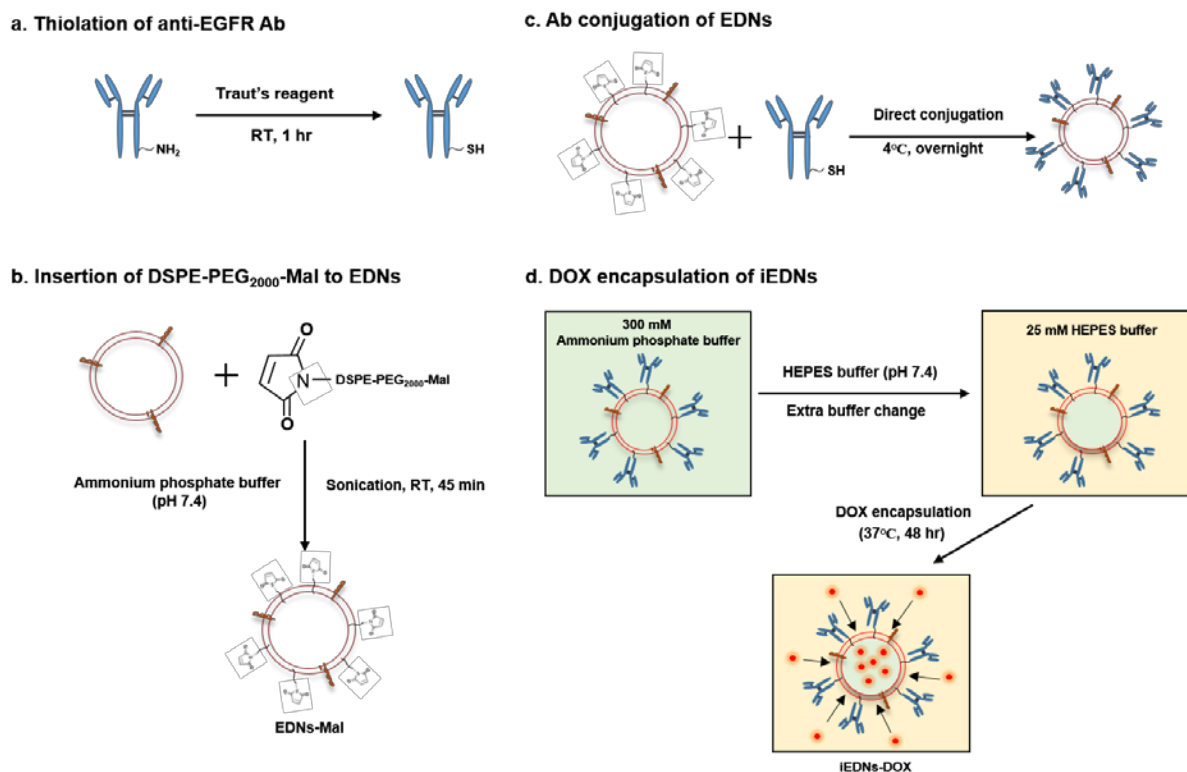 a. Thiolation of anti-EGFR Ab
NH₂
Traut's reagent
RT, 1 hr
SH
b. Insertion of DSPE-PEG₂₀₀₀-Mal to EDNs
O
N
DSPE-PEG₂₀₀₀-Mal
O
Ammonium phosphate buffer
(pH 7.4)
Sonication, RT, 45 min
EDNs-Mal
c. Ab conjugation of EDNs
SH
Direct conjugation
4°C, overnight
d. DOX encapsulation of iEDNs
300 mM
Ammonium phosphate buffer
HEPES buffer (pH 7.4)
Extra buffer change
25 mM HEPES buffer
DOX encapsulation
(37°C, 48 hr)
iEDNs-DOX